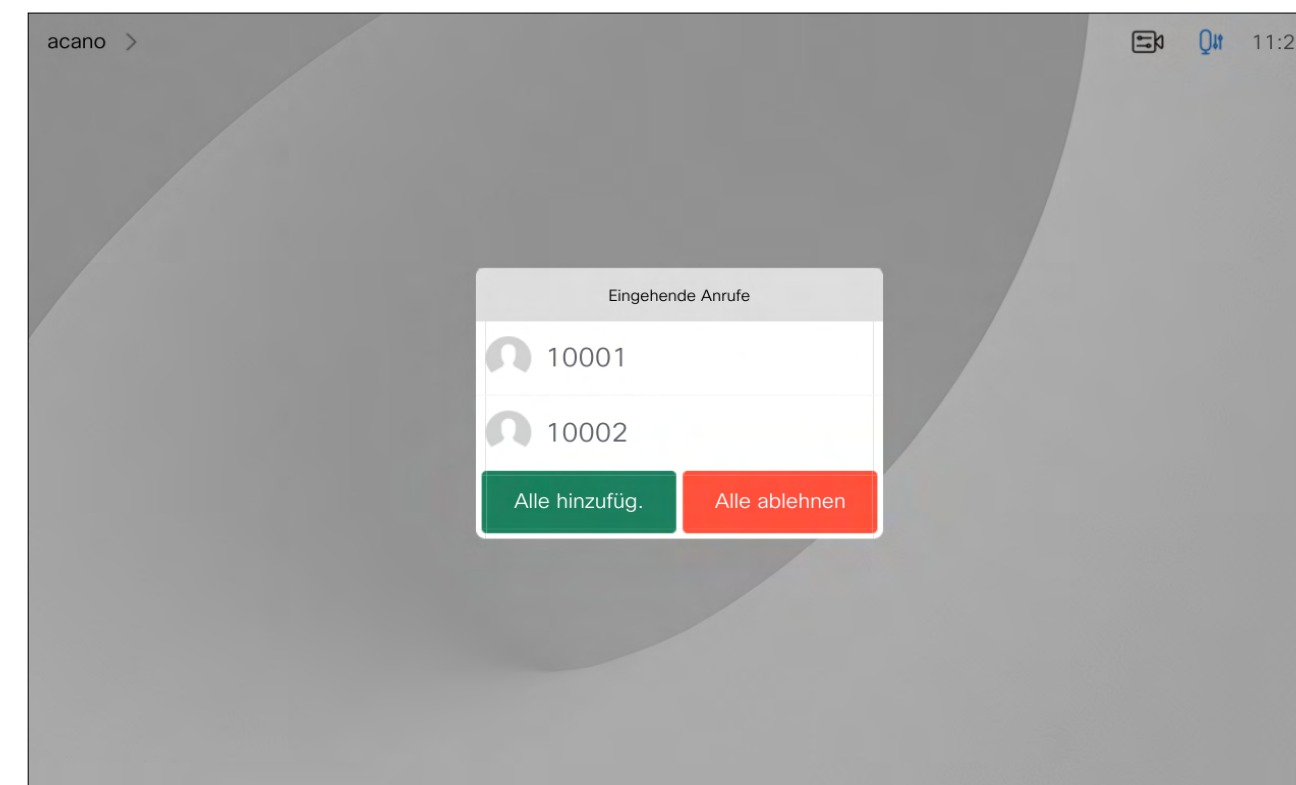 acano
11:2
Eingehende Anrufe
10001
10002
Alle hinzufüg.
Alle ablehnen